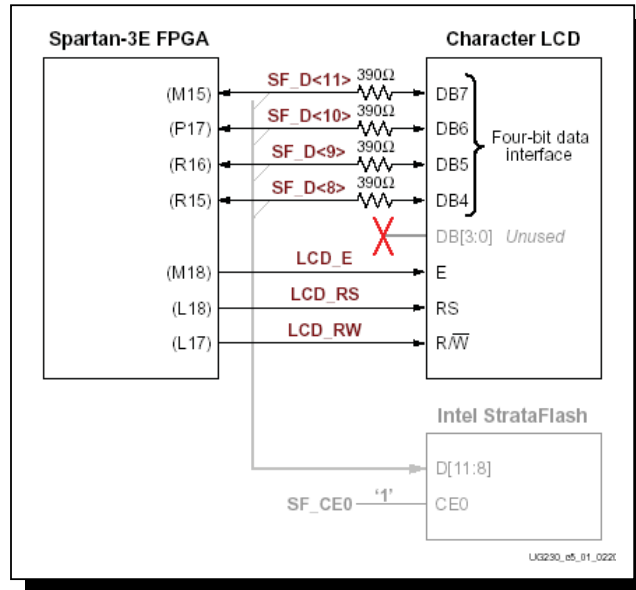 Spartan-3E FPGA
Character LCD
(M15) SF_D<11> 390Ω DB7
(P17) SF_D<10> 390Ω DB6
(R16) SF_D<9> 390Ω DB5
(R15) SF_D<8> 390Ω DB4
Four-bit data
interface
DB[3:0] Unused
(M18) LCD_E E
(L18) LCD_RS RS
(L17) LCD_RW R/W̅
Intel StrataFlash
D[11:8]
SF_CE0 ‘1’ CE0